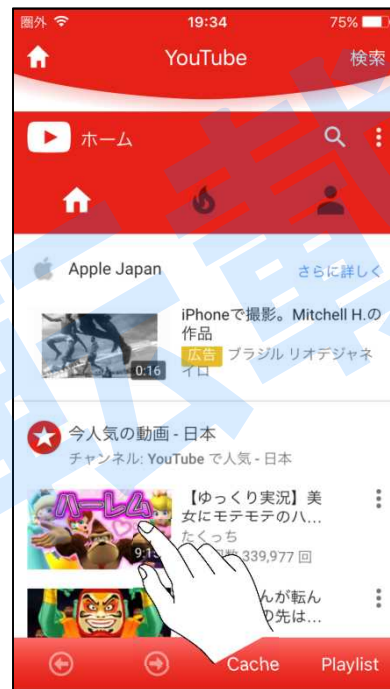 圏外 19:34 75%
YouTube 検索
ホーム
Apple Japan さらに詳しく
iPhoneで撮影。Mitchell H.の
作品
広告 ブラジル リオデジャネ
イロ
0:16
今人気の動画 - 日本
チャンネル: YouTube で人気 - 日本
ハーレム
【ゆっくり実況】美
女にモテモテのハ...
たくっち
339,977 回
んが転ん
の先は...
Cache Playlist